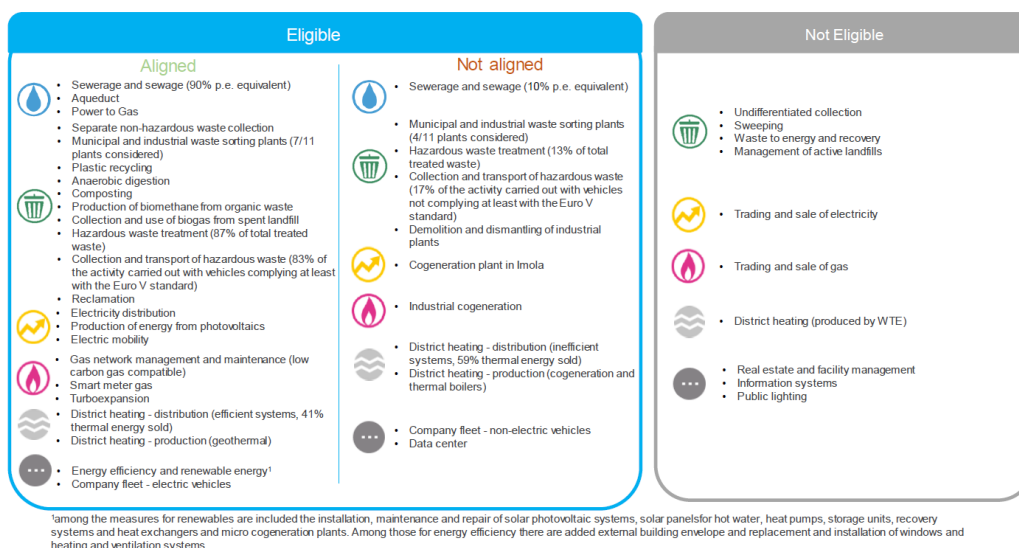 Eligible
Aligned
• Sewerage and sewage (90% p.e. equivalent)
• Aqueduct
• Power to Gas
• Separate non-hazardous waste collection
• Municipal and industrial waste sorting plants (7/11
plants considered)
• Plastic recycling
• Anaerobic digestion
• Composting
• Production of biomethane from organic waste
• Collection and use of biogas from spent landfill
• Hazardous waste treatment (87% of total treated
waste)
• Collection and transport of hazardous waste (83% of
the activity carried out with vehicles complying at least
with the Euro V standard)
• Reclamation
• Electricity distribution
• Production of energy from photovoltaics
• Electric mobility
• Gas network management and maintenance (low
carbon gas compatible)
• Smart meter gas
• Turboexpansion
• District heating - distribution (efficient systems, 41%
thermal energy sold)
• District heating - production (geothermal)
• Energy efficiency and renewable energy¹
• Company fleet - electric vehicles
Not aligned
• Sewerage and sewage (10% p.e. equivalent)
• Municipal and industrial waste sorting plants
(4/11 plants considered)
• Hazardous waste treatment (13% of total
treated waste)
• Collection and transport of hazardous waste
(17% of the activity carried out with vehicles
not complying at least with the Euro V
standard)
• Demolition and dismantling of industrial
plants
• Cogeneration plant in Imola
• Industrial cogeneration
• District heating - distribution (inefficient
systems, 59% thermal energy sold)
• District heating - production (cogeneration and
thermal boilers)
• Company fleet - non-electric vehicles
• Data center
Not Eligible
• Undifferentiated collection
• Sweeping
• Waste to energy and recovery
• Management of active landfills
• Trading and sale of electricity
• Trading and sale of gas
• District heating (produced by WTE)
• Real estate and facility management
• Information systems
• Public lighting
¹among the measures for renewables are included the installation, maintenance and repair of solar photovoltaic systems, solar panelsfor hot water, heat pumps, storage units, recovery
systems and heat exchangers and micro cogeneration plants. Among those for energy efficiency there are added external building envelope and replacement and installation of windows and
heating and ventilation systems